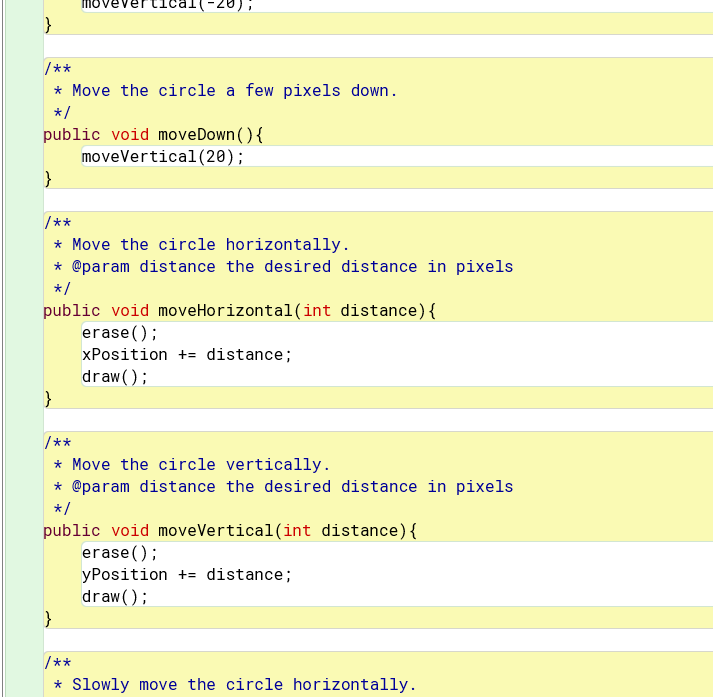 moveVertical(-20);
}
/**
 * Move the circle a few pixels down.
 */
public void moveDown(){
    moveVertical(20);
}
/**
 * Move the circle horizontally.
 * @param distance the desired distance in pixels
 */
public void moveHorizontal(int distance){
    erase();
    xPosition += distance;
    draw();
}
/**
 * Move the circle vertically.
 * @param distance the desired distance in pixels
 */
public void moveVertical(int distance){
    erase();
    yPosition += distance;
    draw();
}
/**
 * Slowly move the circle horizontally.